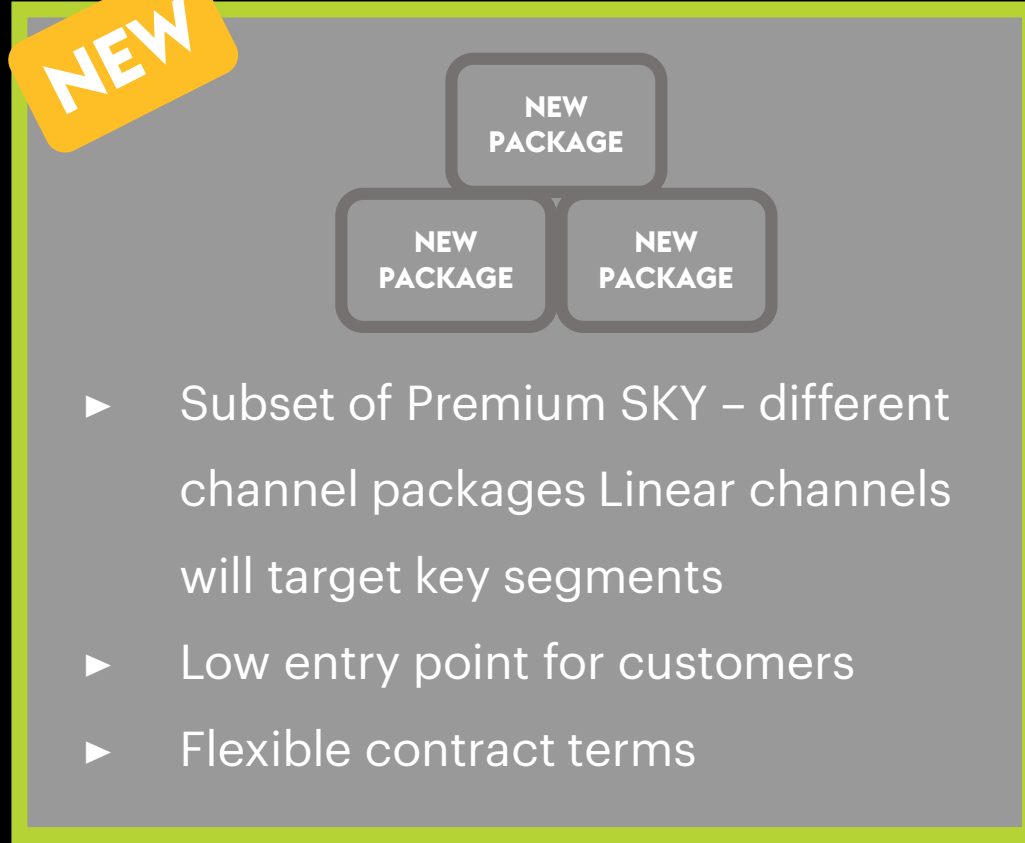 NEW
NEW
PACKAGE
NEW
PACKAGE
NEW
PACKAGE
► Subset of Premium SKY – different
channel packages Linear channels
will target key segments
► Low entry point for customers
► Flexible contract terms